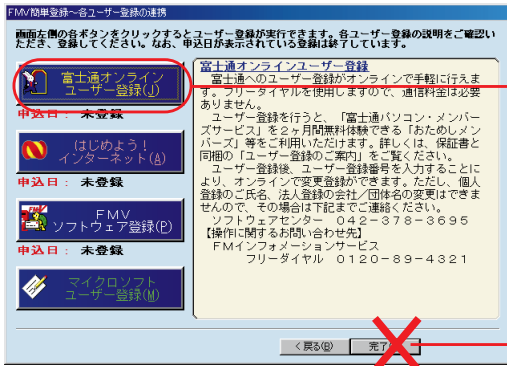 FMV簡単登録～各ユーザー登録の連携
画面左側の各ボタンをクリックするとユーザー登録が実行できます。各ユーザー登録の説明をご確認い
ただき、登録してください。なお、申込日が表示されている登録は終了しています。
富士通オンライン
ユーザー登録(J)
申込日： 未登録
はじめよう！
インターネット(A)
申込日： 未登録
FMV
ソフトウェア登録(P)
申込日： 未登録
マイクロソフト
ユーザー登録(M)
富士通オンラインユーザー登録
富士通へのユーザー登録がオンラインで手軽に行えま
す。フリーダイヤルを使用しますので、通信料金は必要
ありません。
ユーザー登録を行うと、「富士通パソコン・メンバー
ズサービス」を２ヶ月間無料体験できる「おためしメン
バーズ」等をご利用いただけます。詳しくは、保証書と
同梱の「ユーザー登録のご案内」をご覧ください。
ユーザー登録後、ユーザー登録番号を入力することに
より、オンラインで変更登録ができます。ただし、個人
登録のご氏名、法人登録の会社／団体名の変更はできま
せんので、その場合は下記までご連絡ください。
ソフトウェアセンター ０４２－３７８－３６９５
【操作に関するお問い合わせ先】
ＦＭインフォメーションサービス
フリーダイヤル ０１２０－８９－４３２１
＜戻る(B)
完了